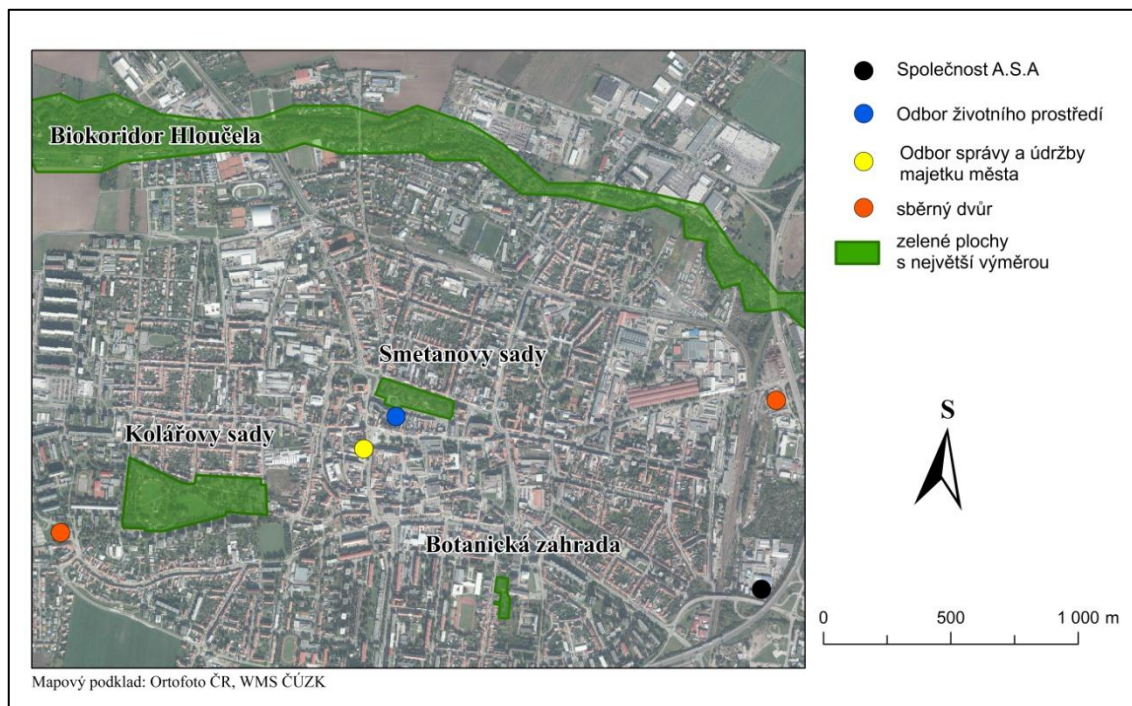 Biokoridor Hloučela
Smetanovy sady
Kolářovy sady
Botanická zahrada
Mapový podklad: Ortofoto ČR, WMS ČÚZK
Společnost A.S.A
Odbor životního prostředí
Odbor správy a údržby
majetku města
sběrný dvůr
zelené plochy
s největší výměrou
S
0 500 1 000 m